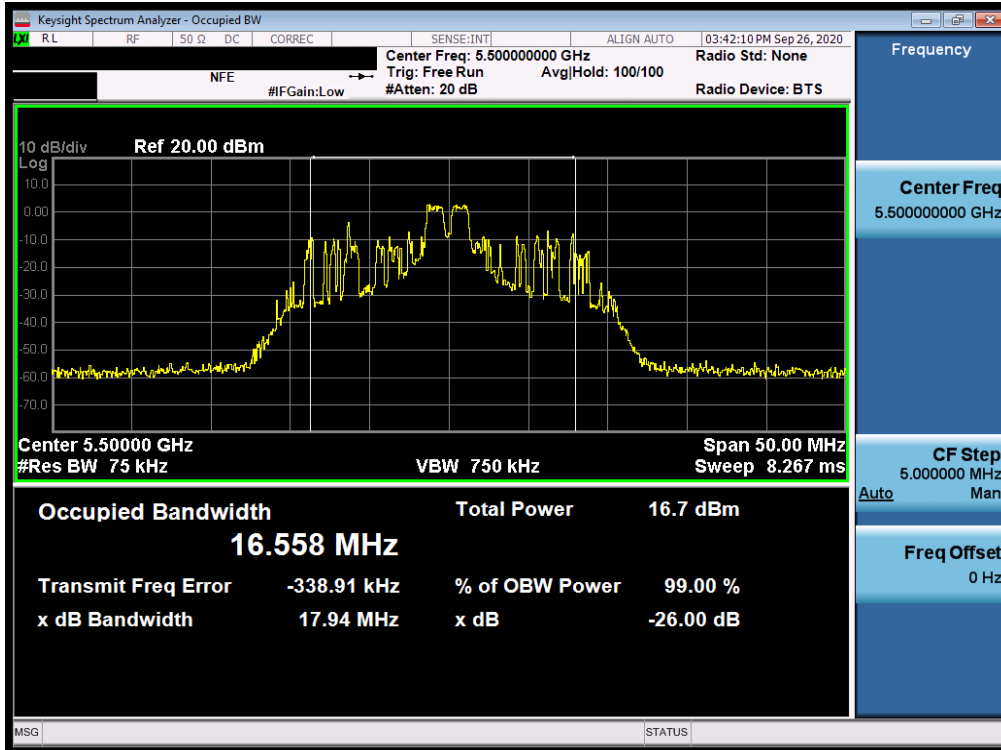 Keysight Spectrum Analyzer - Occupied BW
LXI RL RF 50 Ω DC CORREC SENSE:INT ALIGN AUTO 03:42:10 PM Sep 26, 2020
Center Freq: 5.500000000 GHz Radio Std: None
NFE Trig: Free Run Avg|Hold: 100/100
#IFGain:Low #Atten: 20 dB Radio Device: BTS
10 dB/div Ref 20.00 dBm
Log
10.0
0.00
-10.0
-20.0
-30.0
-40.0
-50.0
-60.0
-70.0
Center 5.50000 GHz Span 50.00 MHz
#Res BW 75 kHz VBW 750 kHz Sweep 8.267 ms
Occupied Bandwidth Total Power 16.7 dBm
16.558 MHz
Transmit Freq Error -338.91 kHz % of OBW Power 99.00 %
x dB Bandwidth 17.94 MHz x dB -26.00 dB
MSG STATUS
Frequency
Center Freq
5.500000000 GHz
CF Step
5.000000 MHz
Auto Man
Freq Offset
0 Hz